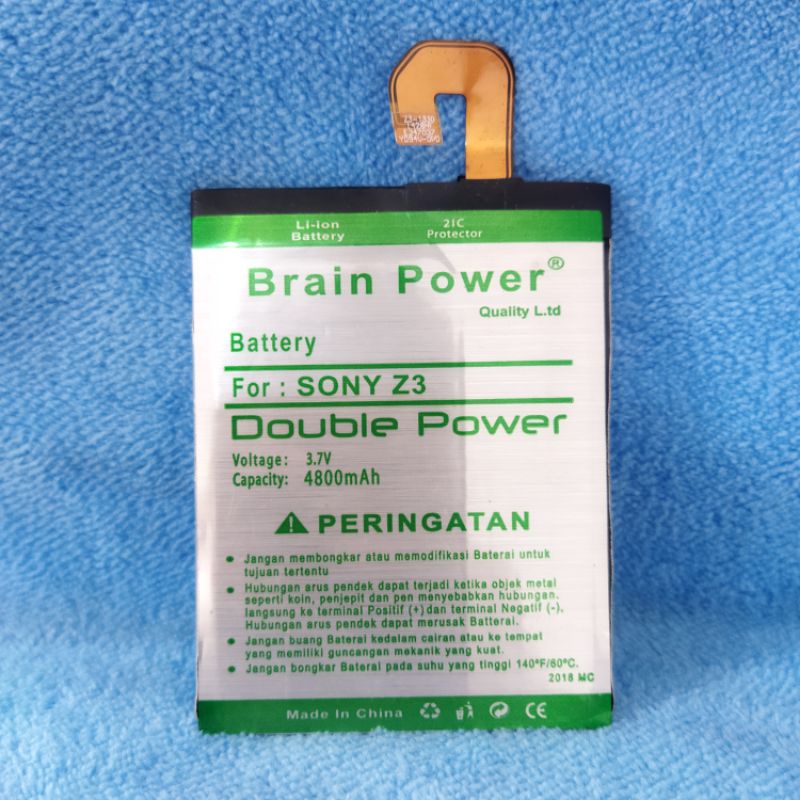 Li-ion
Battery
2IC
Protector
Brain Power®
Quality L.td
Battery
For : SONY Z3
Double Power
Voltage: 3.7V
Capacity: 4800mAh
PERINGATAN
Jangan membongkar atau memodifikasi Baterai untuk
tujuan tertentu
Hubungan arus pendek dapat terjadi ketika objek metal
seperti koin, penjepit dan pen menyebabkan hubungan.
langsung ke terminal Positif (+) dan terminal Negatif (-),
Hubungan arus pendek dapat merusak Baterai.
Jangan buang Baterai kedalam cairan atau ke tempat
yang memiliki guncangan mekanik yang kuat.
Jangan bongkar Baterai pada suhu yang tinggi 140ºF/60ºC.
2018 MC
Made In China
CE